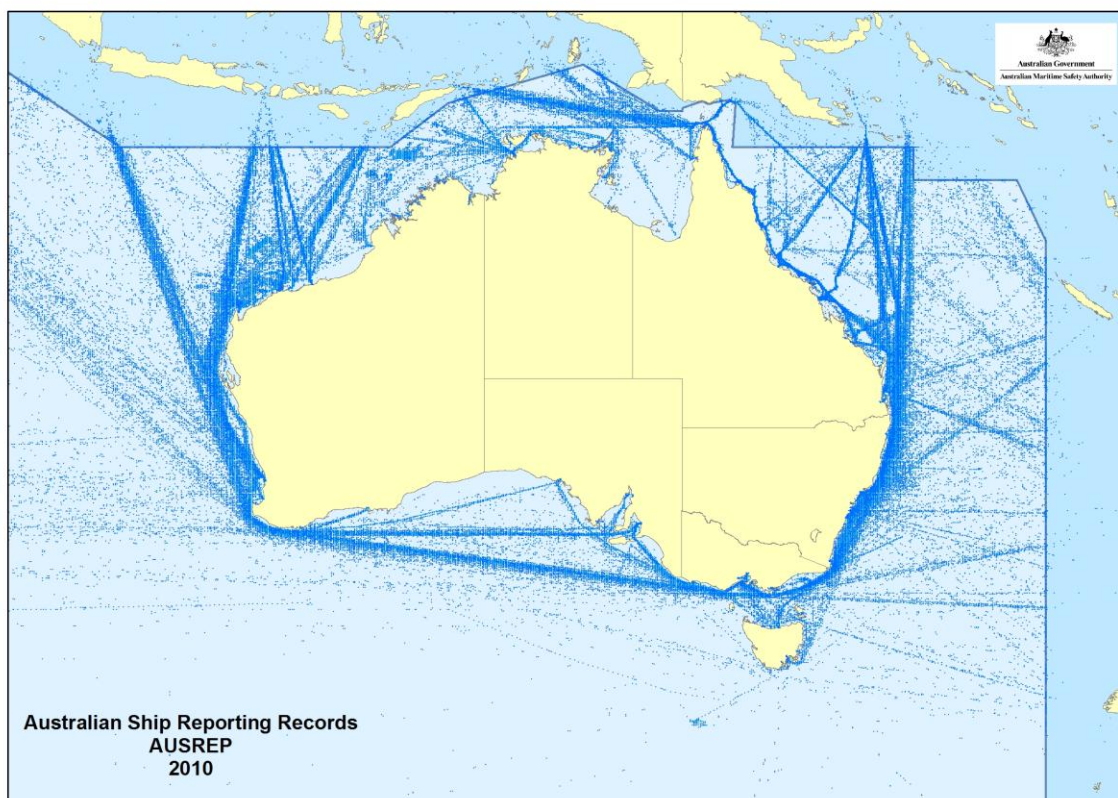 Australian Government
Australian Maritime Safety Authority
Australian Ship Reporting Records
AUSREP
2010